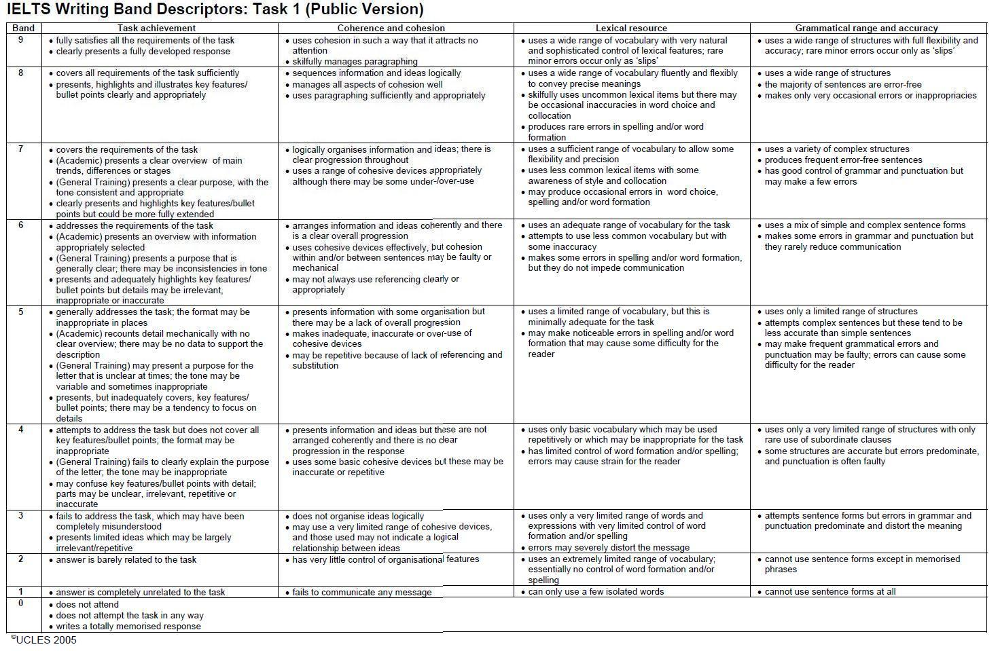 IELTS Writing Band Descriptors: Task 1 (Public Version)
Band
Task achievement
Coherence and cohesion
Lexical resource
Grammatical range and accuracy
9
• fully satisfies all the requirements of the task
• clearly presents a fully developed response
• uses cohesion in such a way that it attracts no
attention
• skilfully manages paragraphing
• uses a wide range of vocabulary with very natural
and sophisticated control of lexical features; rare
minor errors occur only as ‘slips’
• uses a wide range of structures with full flexibility and
accuracy; rare minor errors occur only as ‘slips’
8
• covers all requirements of the task sufficiently
• presents, highlights and illustrates key features/
bullet points clearly and appropriately
• sequences information and ideas logically
• manages all aspects of cohesion well
• uses paragraphing sufficiently and appropriately
• uses a wide range of vocabulary fluently and flexibly
to convey precise meanings
• skilfully uses uncommon lexical items but there may
be occasional inaccuracies in word choice and
collocation
• produces rare errors in spelling and/or word
formation
• uses a wide range of structures
• the majority of sentences are error-free
• makes only very occasional errors or inappropriacies
7
• covers the requirements of the task
• (Academic) presents a clear overview of main
trends, differences or stages
• (General Training) presents a clear purpose, with the
tone consistent and appropriate
• clearly presents and highlights key features/bullet
points but could be more fully extended
• logically organises information and ideas; there is
clear progression throughout
• uses a range of cohesive devices appropriately
although there may be some under-/over-use
• uses a sufficient range of vocabulary to allow some
flexibility and precision
• uses less common lexical items with some
awareness of style and collocation
• may produce occasional errors in word choice,
spelling and/or word formation
• uses a variety of complex structures
• produces frequent error-free sentences
• has good control of grammar and punctuation but
may make a few errors
6
• addresses the requirements of the task
• (Academic) presents an overview with information
appropriately selected
• (General Training) presents a purpose that is
generally clear; there may be inconsistencies in tone
• presents and adequately highlights key features/
bullet points but details may be irrelevant,
inappropriate or inaccurate
• arranges information and ideas coherently and there
is a clear overall progression
• uses cohesive devices effectively, but cohesion
within and/or between sentences may be faulty or
mechanical
• may not always use referencing clearly or
appropriately
• uses an adequate range of vocabulary for the task
• attempts to use less common vocabulary but with
some inaccuracy
• makes some errors in spelling and/or word formation,
but they do not impede communication
• uses a mix of simple and complex sentence forms
• makes some errors in grammar and punctuation but
they rarely reduce communication
5
• generally addresses the task; the format may be
inappropriate in places
• (Academic) recounts detail mechanically with no
clear overview; there may be no data to support the
description
• (General Training) may present a purpose for the
letter that is unclear at times; the tone may be
variable and sometimes inappropriate
• presents, but inadequately covers, key features/
bullet points; there may be a tendency to focus on
details
• presents information with some organisation but
there may be a lack of overall progression
• makes inadequate, inaccurate or over-use of
cohesive devices
• may be repetitive because of lack of referencing and
substitution
• uses a limited range of vocabulary, but this is
minimally adequate for the task
• may make noticeable errors in spelling and/or word
formation that may cause some difficulty for the
reader
• uses only a limited range of structures
• attempts complex sentences but these tend to be
less accurate than simple sentences
• may make frequent grammatical errors and
punctuation may be faulty; errors can cause some
difficulty for the reader
4
• attempts to address the task but does not cover all
key features/bullet points; the format may be
inappropriate
• (General Training) fails to clearly explain the purpose
of the letter; the tone may be inappropriate
• may confuse key features/bullet points with detail;
parts may be unclear, irrelevant, repetitive or
inaccurate
• presents information and ideas but these are not
arranged coherently and there is no clear
progression in the response
• uses some basic cohesive devices but these may be
inaccurate or repetitive
• uses only basic vocabulary which may be used
repetitively or which may be inappropriate for the task
• has limited control of word formation and/or spelling;
errors may cause strain for the reader
• uses only a very limited range of structures with only
rare use of subordinate clauses
• some structures are accurate but errors predominate,
and punctuation is often faulty
3
• fails to address the task, which may have been
completely misunderstood
• presents limited ideas which may be largely
irrelevant/repetitive
• does not organise ideas logically
• may use a very limited range of cohesive devices,
and those used may not indicate a logical
relationship between ideas
• uses only a very limited range of words and
expressions with very limited control of word
formation and/or spelling
• errors may severely distort the message
• attempts sentence forms but errors in grammar and
punctuation predominate and distort the meaning
2
• answer is barely related to the task
• has very little control of organisational features
• uses an extremely limited range of vocabulary;
essentially no control of word formation and/or
spelling
• cannot use sentence forms except in memorised
phrases
1
• answer is completely unrelated to the task
• fails to communicate any message
• can only use a few isolated words
• cannot use sentence forms at all
0
• does not attend
• does not attempt the task in any way
• writes a totally memorised response
©UCLES 2005